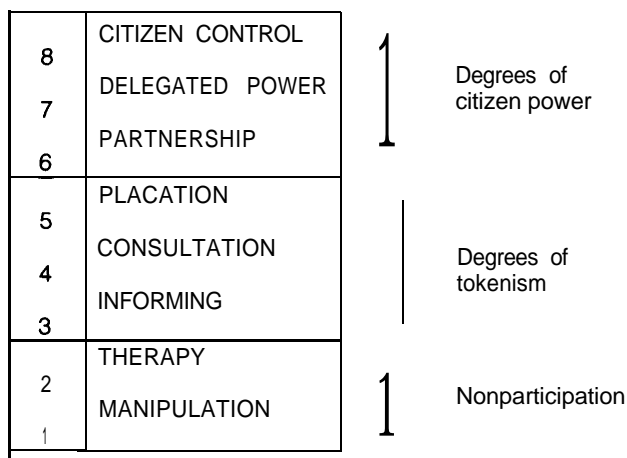 8 CITIZEN CONTROL
7 DELEGATED POWER
6 PARTNERSHIP
Degrees of
citizen power
5 PLACATION
4 CONSULTATION
3 INFORMING
Degrees of
tokenism
2 THERAPY
1 MANIPULATION
Nonparticipation